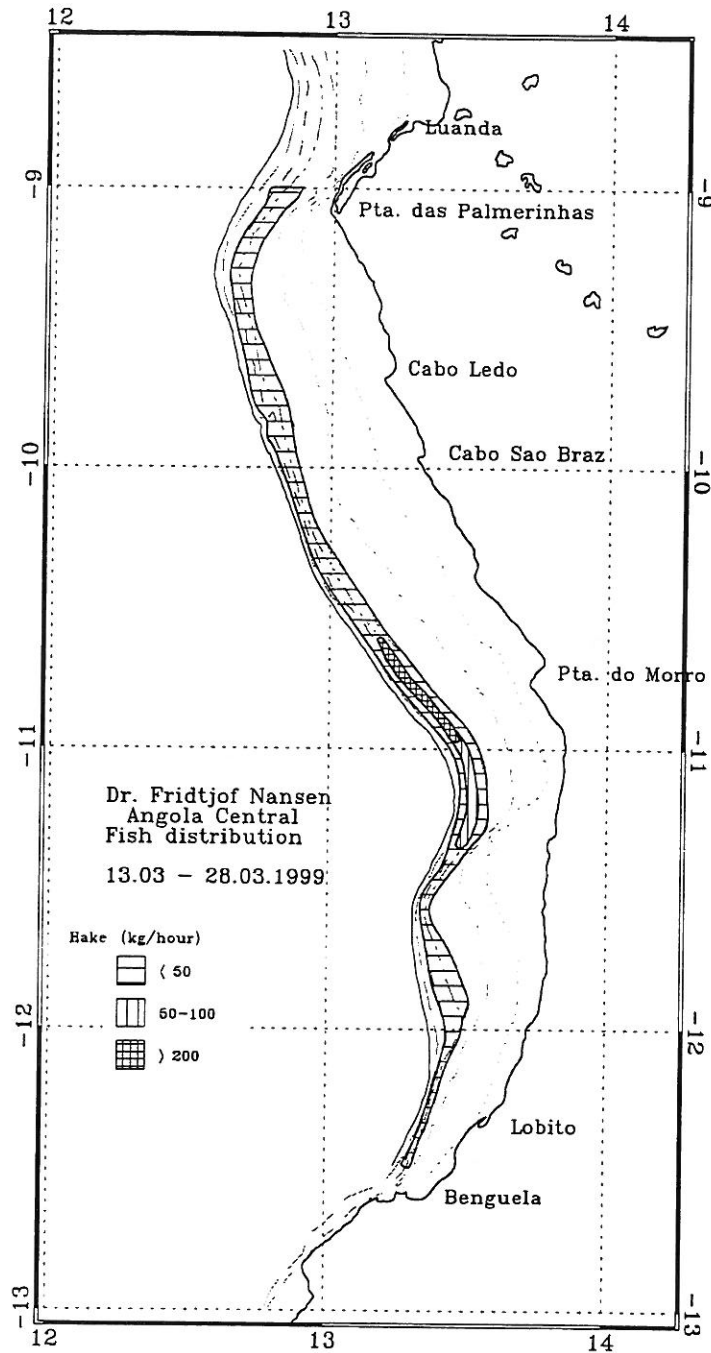 12
13
14
Luanda
-9
-9
Pta. das Palmerinhas
Cabo Ledo
Cabo Sao Braz
-10
-10
Pta. do Morro
-11
-11
Dr. Fridtjof Nansen
Angola Central
Fish distribution
13.03 - 28.03.1999
Hake (kg/hour)
< 50
50-100
> 200
-12
-12
Lobito
Benguela
-13
-13
12
13
14